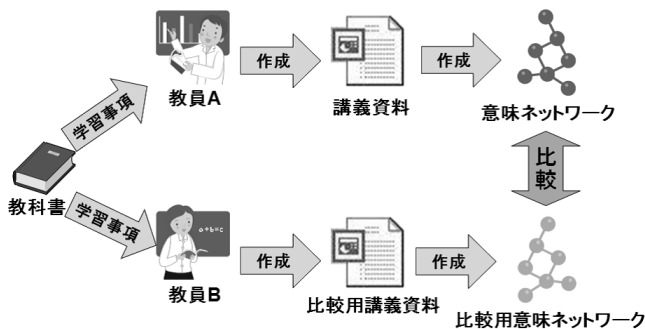 学習事項
教員A
作成
講義資料
作成
意味ネットワーク
教科書
比較
学習事項
a+b=c
教員B
作成
比較用講義資料
作成
比較用意味ネットワーク